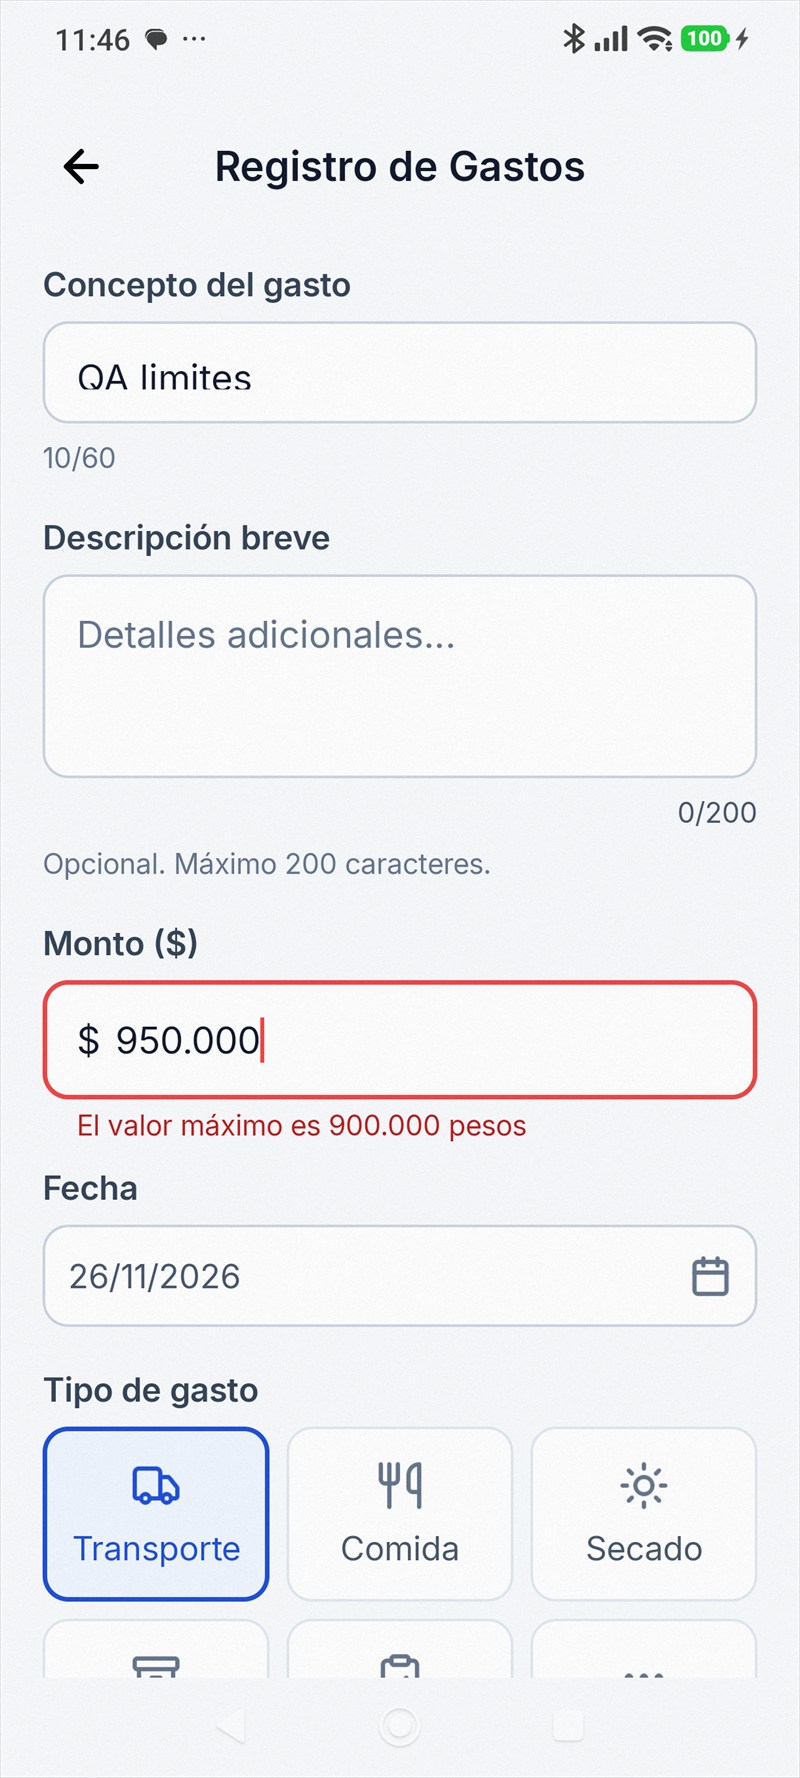 11:46
100
Registro de Gastos
Concepto del gasto
QA limites
10/60
Descripción breve
Detalles adicionales...
0/200
Opcional. Máximo 200 caracteres.
Monto ($)
$ 950.000
El valor máximo es 900.000 pesos
Fecha
26/11/2026
Tipo de gasto
Transporte
Comida
Secado